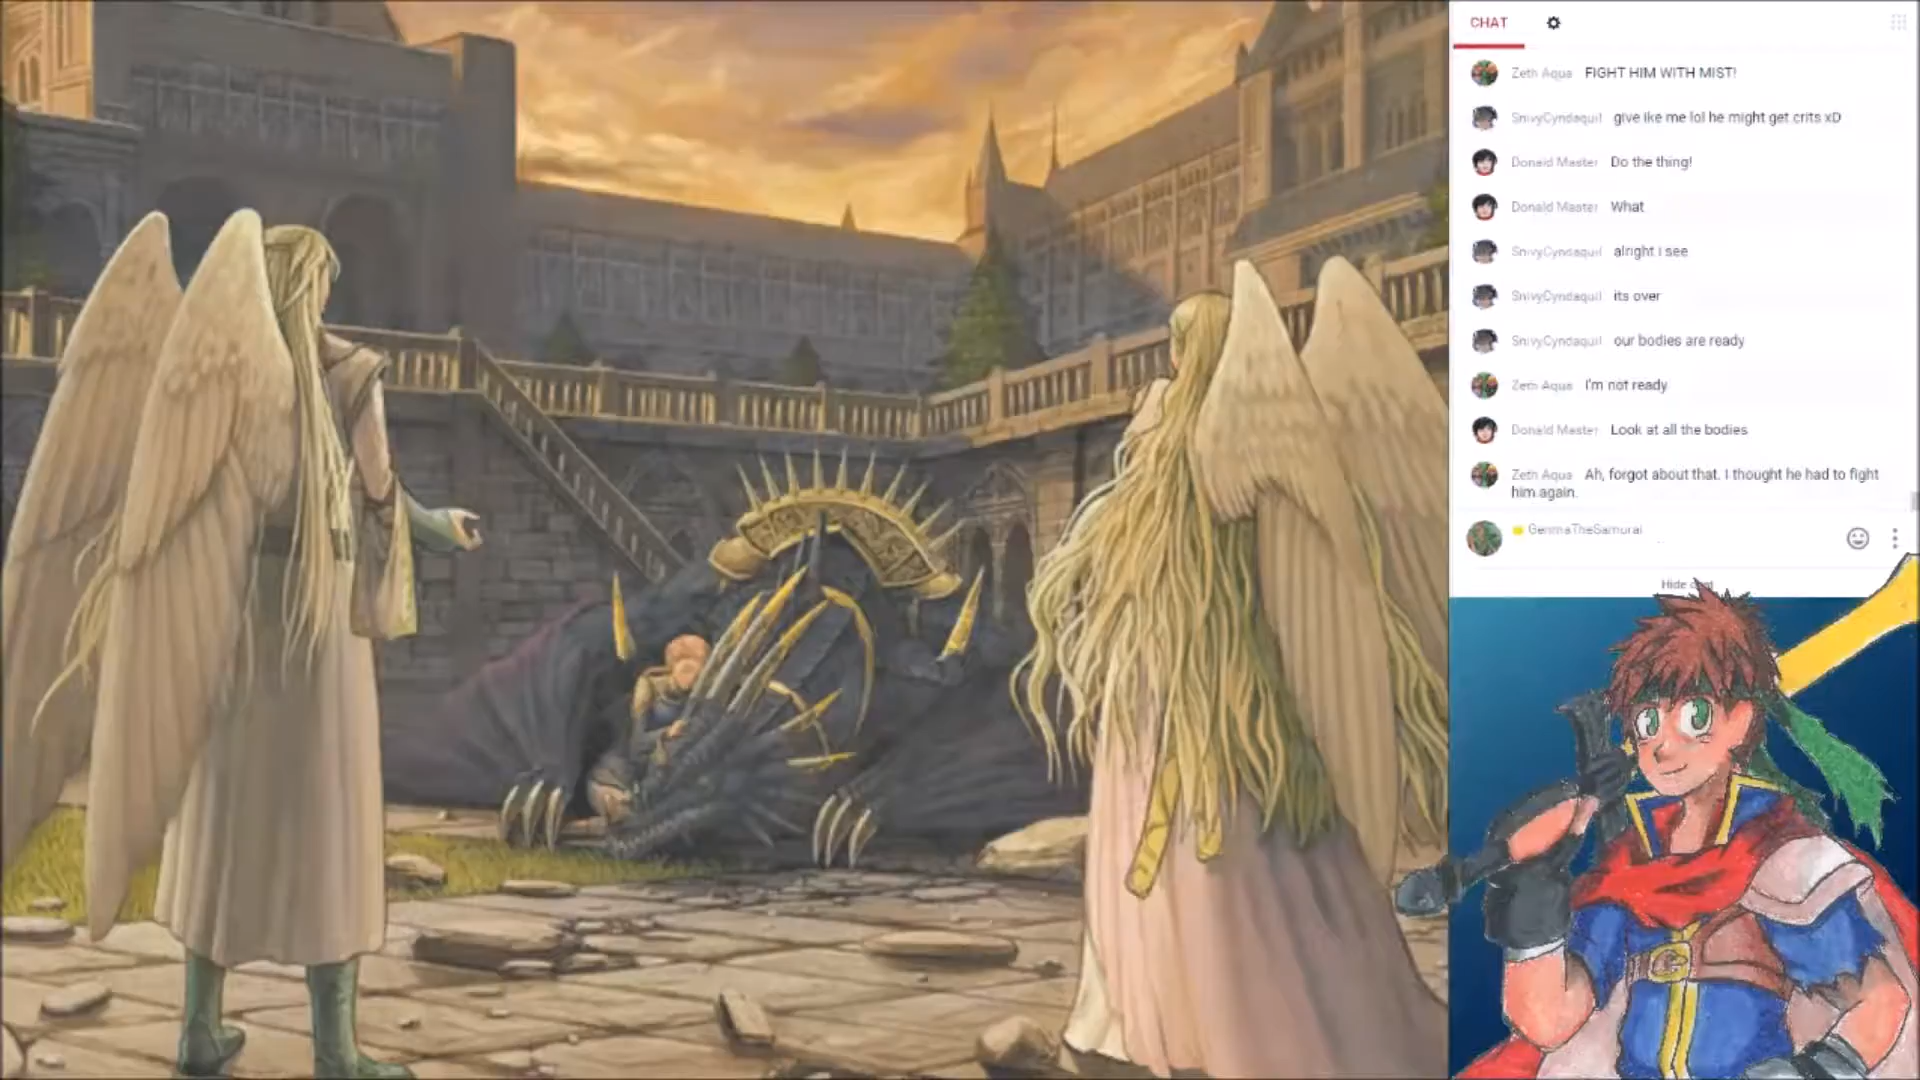 CHAT
Zeth Aqua FIGHT HIM WITH MIST!
SnivyCyndaquil give ike me lol he might get crits xD
Donald Master Do the thing!
Donald Master What
SnivyCyndaquil alright i see
SnivyCyndaquil its over
SnivyCyndaquil our bodies are ready
Zeth Aqua I'm not ready
Donald Master Look at all the bodies
Zeth Aqua Ah, forgot about that. I thought he had to fight
him again.
GenmaTheSamurai
Hide chat